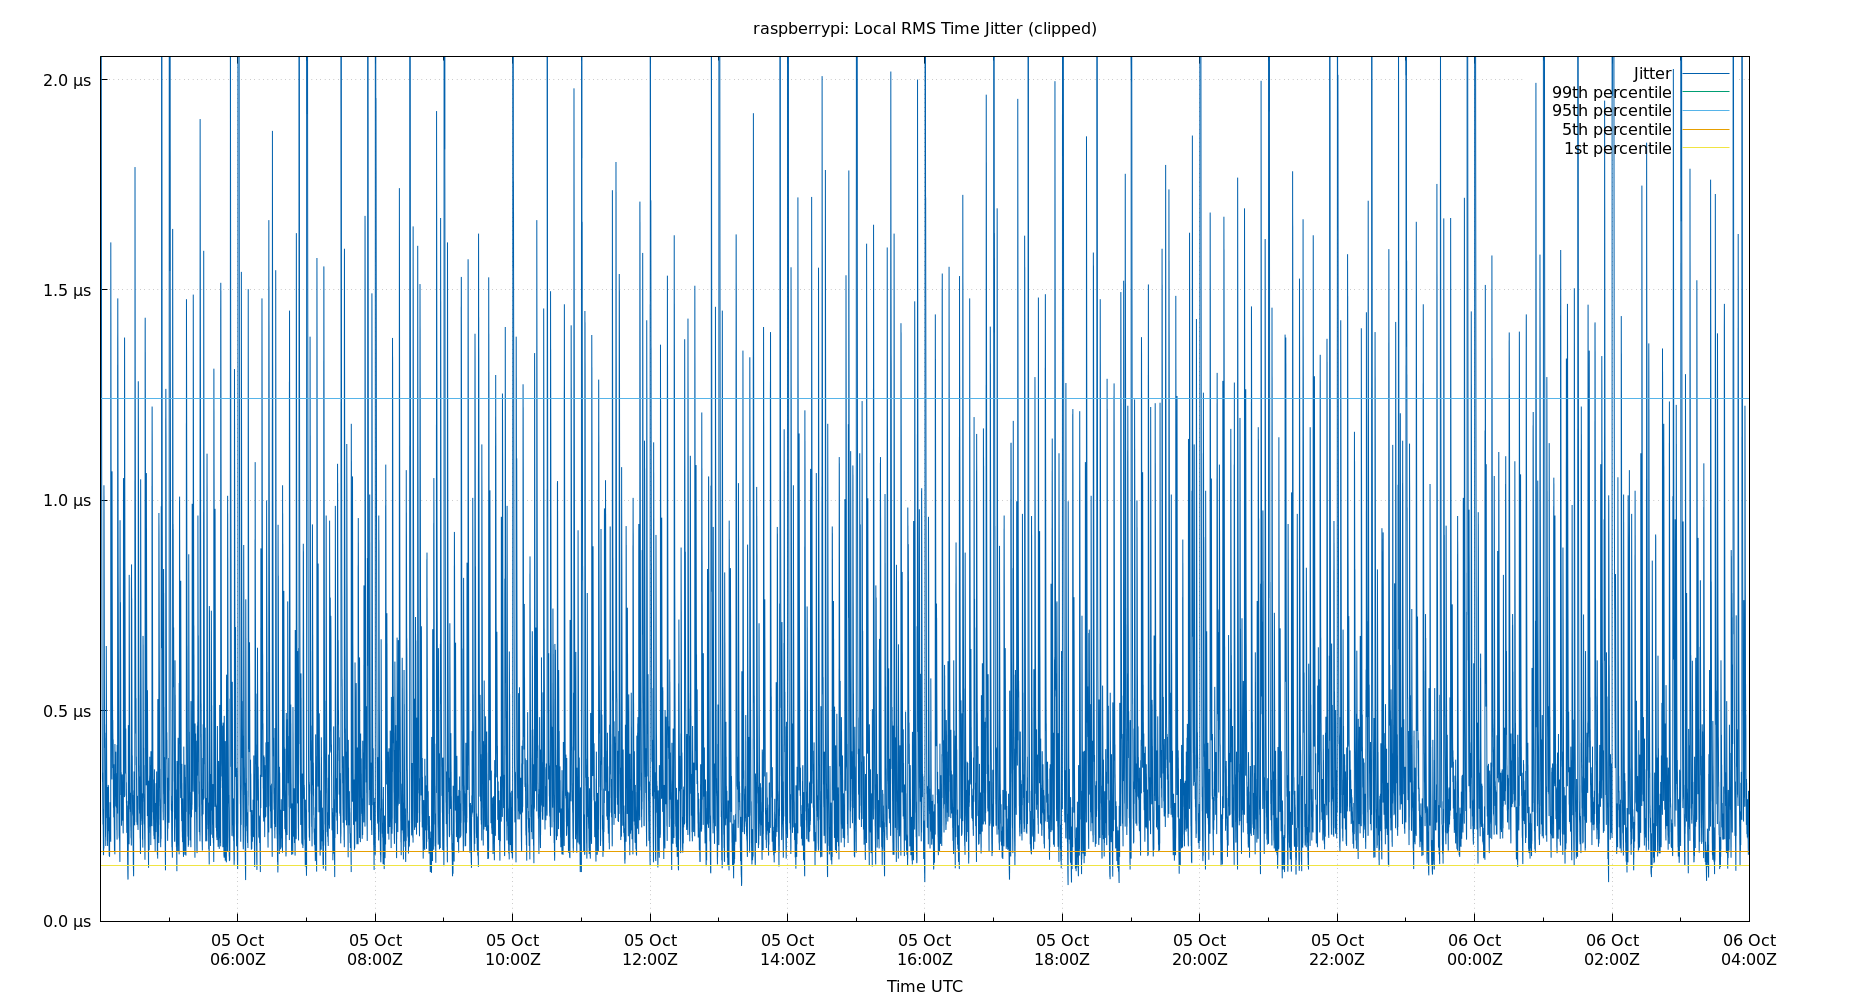 raspberrypi: Local RMS Time Jitter (clipped)
2.0 µs
1.5 µs
1.0 µs
0.5 µs
0.0 µs
Jitter
99th percentile
95th percentile
5th percentile
1st percentile
05 Oct 05 Oct 05 Oct 05 Oct 05 Oct 05 Oct 05 Oct 05 Oct 05 Oct 06 Oct 06 Oct 06 Oct
06:00Z 08:00Z 10:00Z 12:00Z 14:00Z 16:00Z 18:00Z 20:00Z 22:00Z 00:00Z 02:00Z 04:00Z
Time UTC